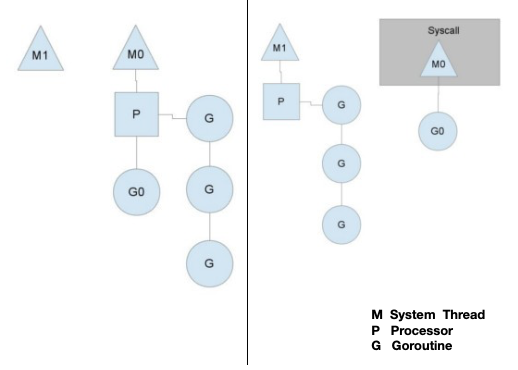 M1
M0
P
G
G0
G
G
M1
P
G
G
G
Syscall
M0
G0
M System Thread
P Processor
G Goroutine